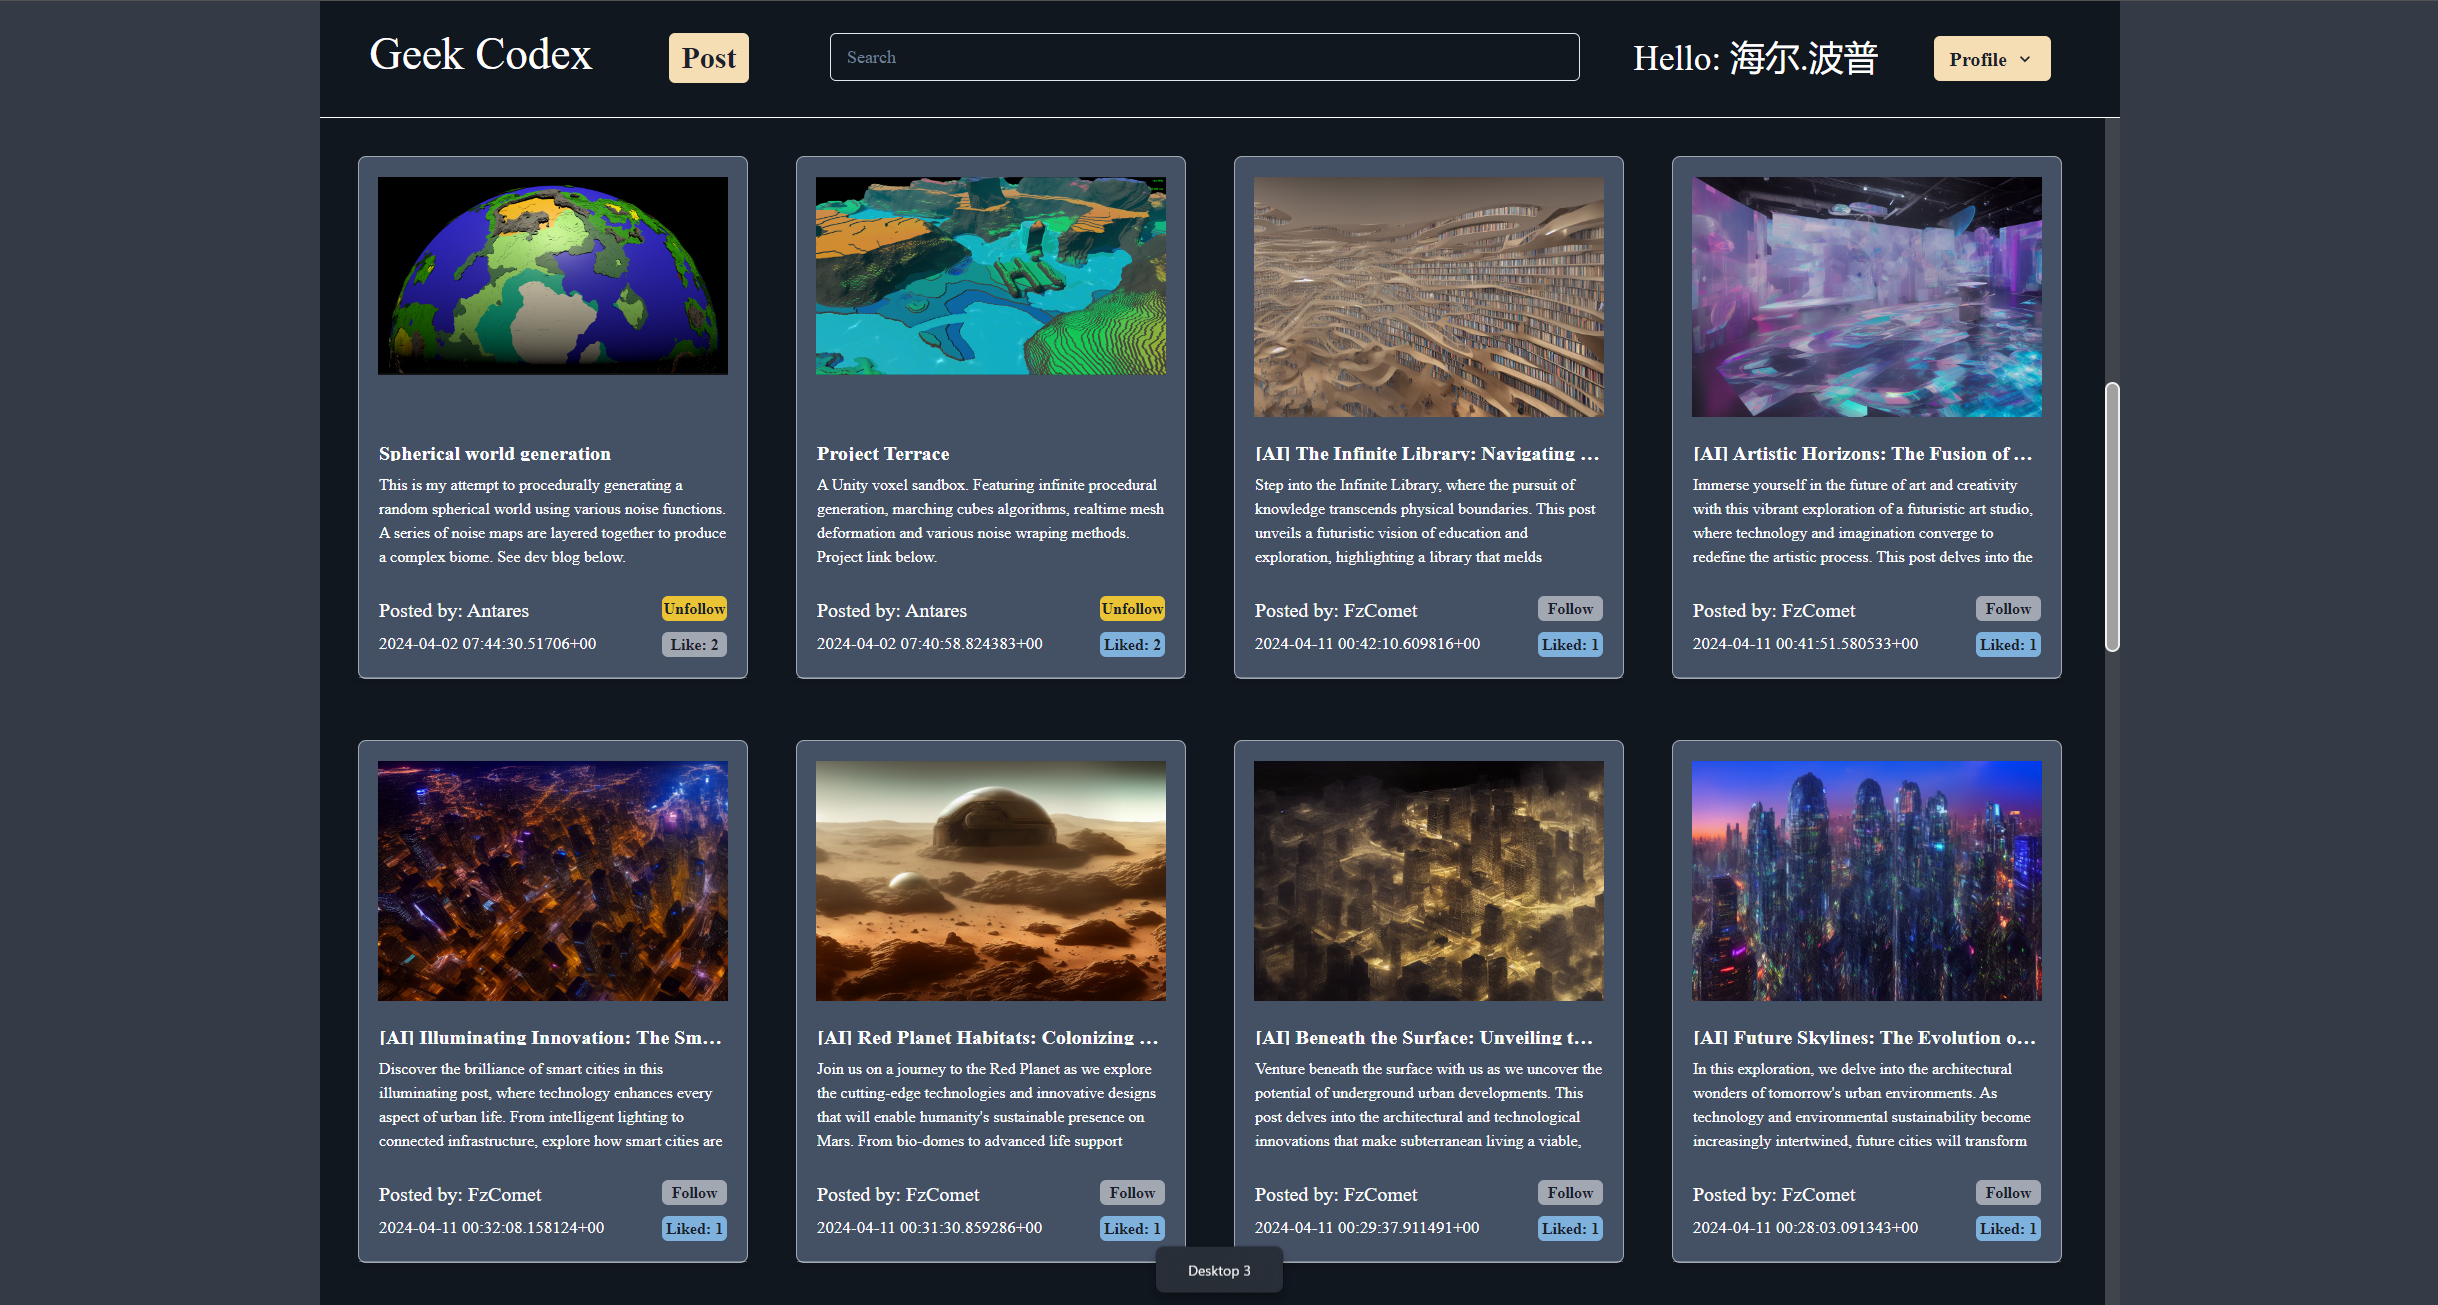 Geek Codex
Post
Search
Hello: 海尔.波普
Profile
Spherical world generation
This is my attempt to procedurally generating a
random spherical world using various noise functions.
A series of noise maps are layered together to produce
a complex biome. See dev blog below.
Posted by: Antares
Unfollow
2024-04-02 07:44:30.51706+00
Like: 2
Project Terrace
A Unity voxel sandbox. Featuring infinite procedural
generation, marching cubes algorithms, realtime mesh
deformation and various noise wraping methods.
Project link below.
Posted by: Antares
Unfollow
2024-04-02 07:40:58.824383+00
Liked: 2
[AI] The Infinite Library: Navigating ...
Step into the Infinite Library, where the pursuit of
knowledge transcends physical boundaries. This post
unveils a futuristic vision of education and
exploration, highlighting a library that melds
Posted by: FzComet
Follow
2024-04-11 00:42:10.609816+00
Liked: 1
[AI] Artistic Horizons: The Fusion of ...
Immerse yourself in the future of art and creativity
with this vibrant exploration of a futuristic art studio,
where technology and imagination converge to
redefine the artistic process. This post delves into the
Posted by: FzComet
Follow
2024-04-11 00:41:51.580533+00
Liked: 1
[AI] Illuminating Innovation: The Sm...
Discover the brilliance of smart cities in this
illuminating post, where technology enhances every
aspect of urban life. From intelligent lighting to
connected infrastructure, explore how smart cities are
Posted by: FzComet
Follow
2024-04-11 00:32:08.158124+00
Liked: 1
[AI] Red Planet Habitats: Colonizing ...
Join us on a journey to the Red Planet as we explore
the cutting-edge technologies and innovative designs
that will enable humanity's sustainable presence on
Mars. From bio-domes to advanced life support
Posted by: FzComet
Follow
2024-04-11 00:31:30.859286+00
Liked: 1
[AI] Beneath the Surface: Unveiling t...
Venture beneath the surface with us as we uncover the
potential of underground urban developments. This
post delves into the architectural and technological
innovations that make subterranean living a viable,
Posted by: FzComet
Follow
2024-04-11 00:29:37.911491+00
Liked: 1
[AI] Future Skylines: The Evolution o...
In this exploration, we delve into the architectural
wonders of tomorrow's urban environments. As
technology and environmental sustainability become
increasingly intertwined, future cities will transform
Posted by: FzComet
Follow
2024-04-11 00:28:03.091343+00
Liked: 1
Desktop 3